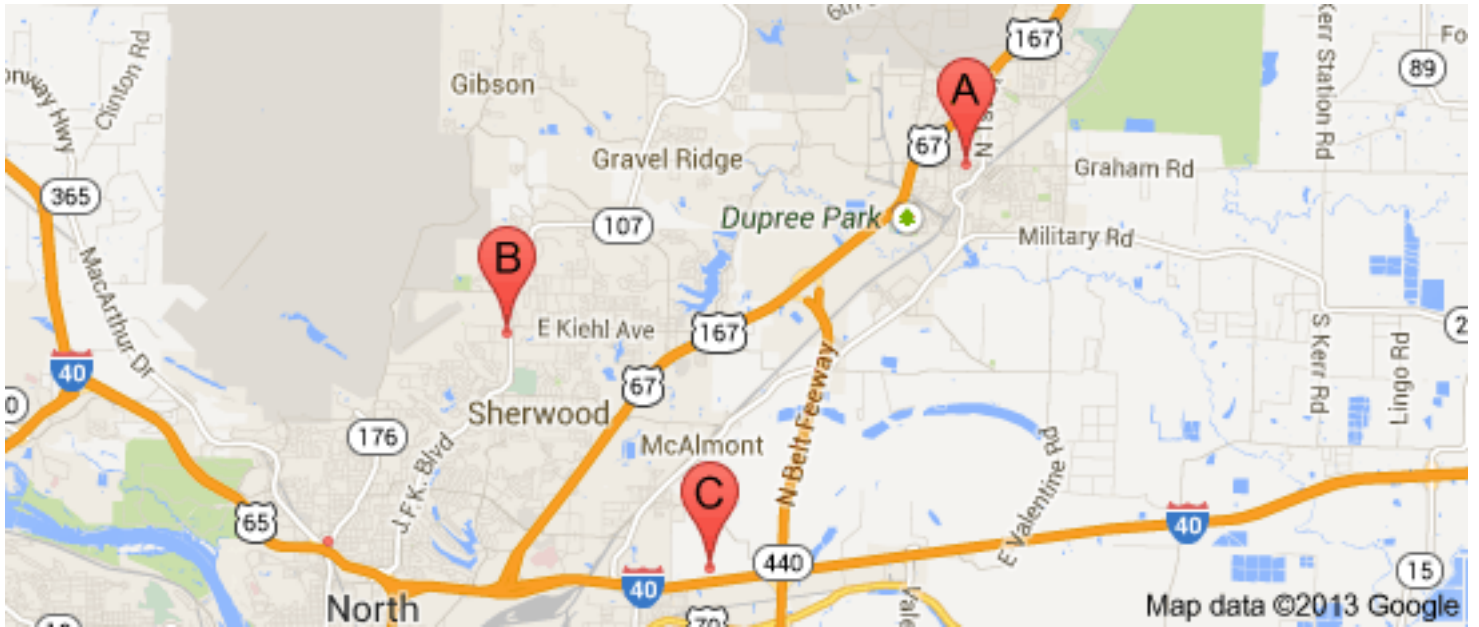 167
Kerr Station Rd
89
Clinton Rd
Gibson
A
67
Gravel Ridge
Graham Rd
365
107
Dupree Park
Military Rd
B
MacArthur Dr
E Kiehl Ave
167
40
67
S Kerr Rd
Lingo Rd
Sherwood
N Belt Feeway
176
McAlmont
J.F.K. Blvd
E Valentine Rd
C
65
40
440
40
15
North
Map data ©2013 Google